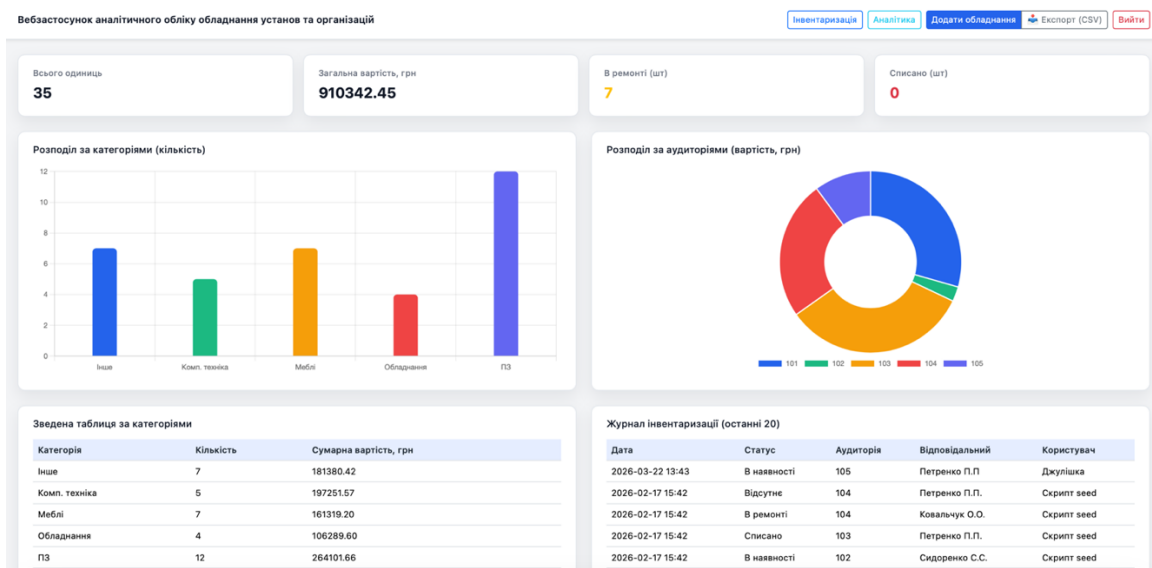 Вебзастосунок аналітичного обліку обладнання установ та організацій
Інвентаризація Аналітика Додати обладнання Експорт (CSV) Вийти
Всього одиниць
35
Загальна вартість, грн
910342.45
В ремонті (шт)
7
Списано (шт)
0
Розподіл за категоріями (кількість)
12
10
8
6
4
2
0
Інше Комп. техніка Меблі Обладнання ПЗ
Розподіл за аудиторіями (вартість, грн)
101 102 103 104 105
Зведена таблиця за категоріями
Категорія Кількість Сумарна вартість, грн
Інше 7 181380.42
Комп. техніка 5 197251.57
Меблі 7 161319.20
Обладнання 4 106289.60
ПЗ 12 264101.66
Журнал інвентаризації (останні 20)
Дата Статус Аудиторія Відповідальний Користувач
2026-03-22 13:43 В наявності 105 Петренко П.П Джулішка
2026-02-17 15:42 Відсутнє 104 Петренко П.П. Скрипт seed
2026-02-17 15:42 В ремонті 104 Ковальчук О.О. Скрипт seed
2026-02-17 15:42 Списано 103 Петренко П.П. Скрипт seed
2026-02-17 15:42 В наявності 102 Сидоренко С.С. Скрипт seed